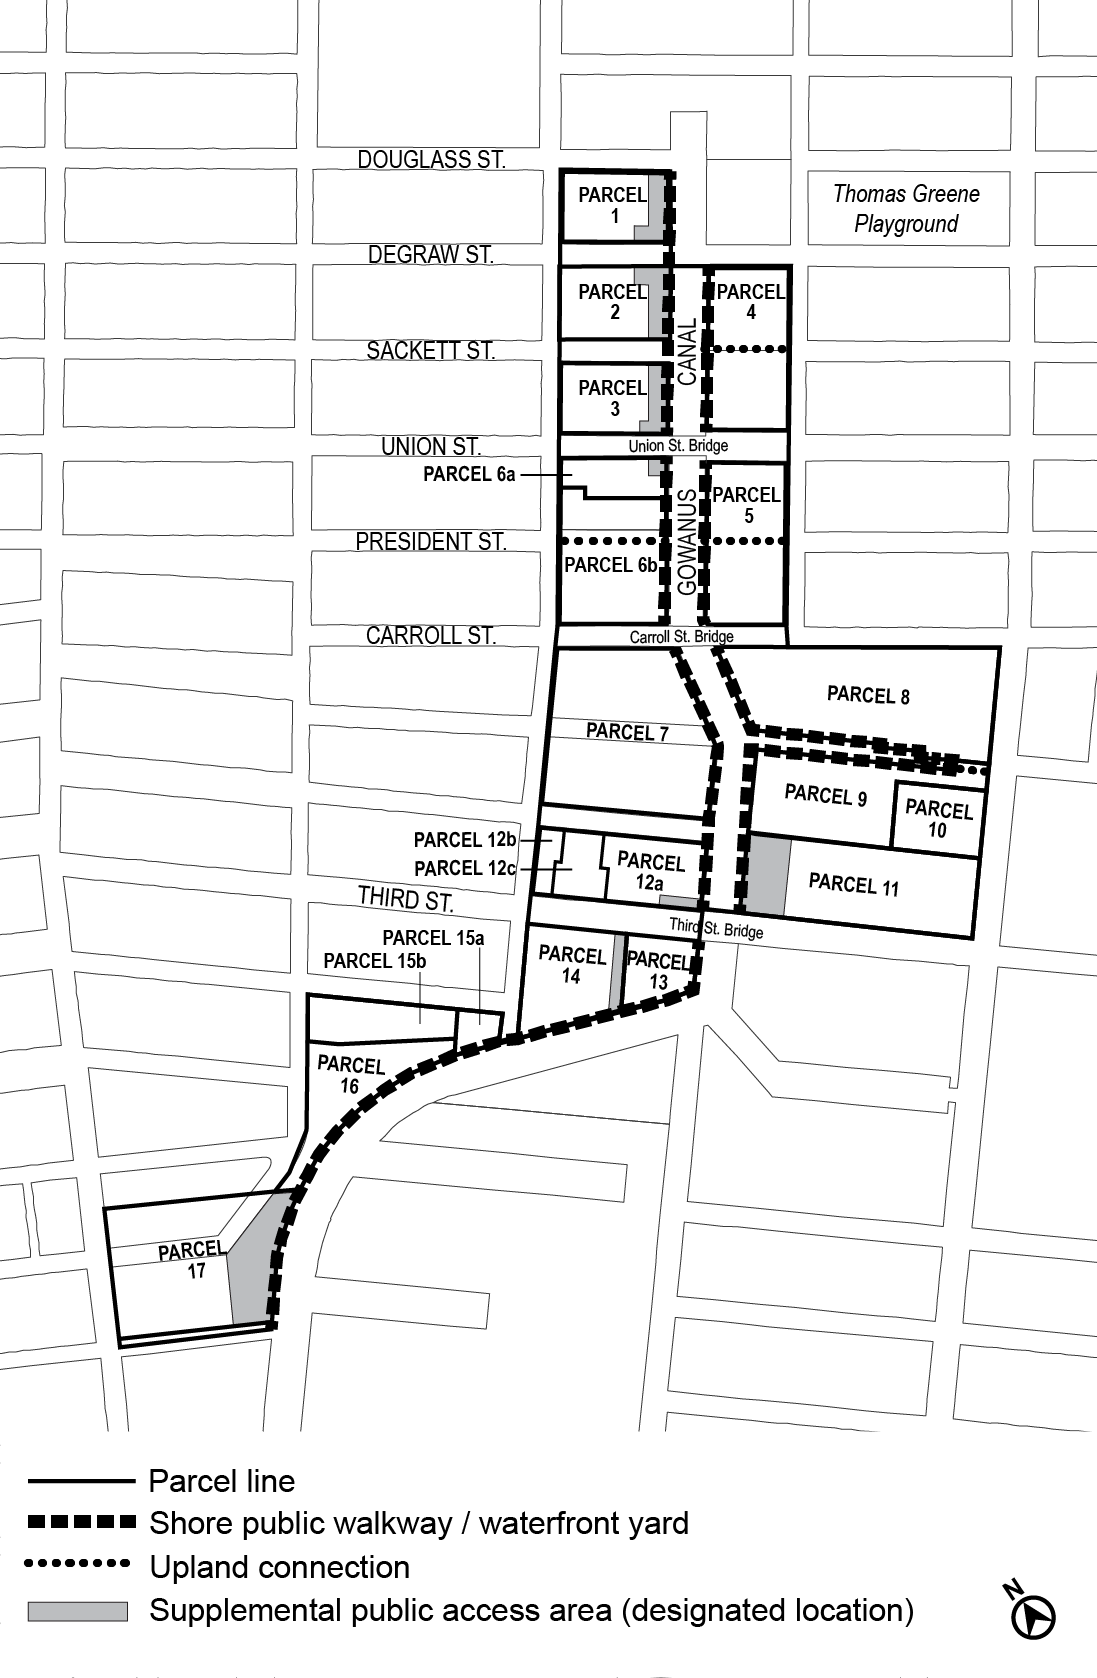 DOUGLASS ST.
PARCEL
1
Thomas Greene
Playground
DEGRAW ST.
PARCEL
2
PARCEL
4
SACKETT ST.
CANAL
PARCEL
3
UNION ST.
Union St. Bridge
PARCEL 6a
GOWANUS
PARCEL
5
PRESIDENT ST.
PARCEL 6b
CARROLL ST.
Carroll St. Bridge
PARCEL 8
PARCEL 7
PARCEL 9
PARCEL
10
PARCEL 12b
PARCEL 12c
PARCEL
12a
PARCEL 11
THIRD ST.
Third St. Bridge
PARCEL 15a
PARCEL 15b
PARCEL
14
PARCEL
13
PARCEL
16
PARCEL
17
Parcel line
Shore public walkway / waterfront yard
Upland connection
Supplemental public access area (designated location)
N